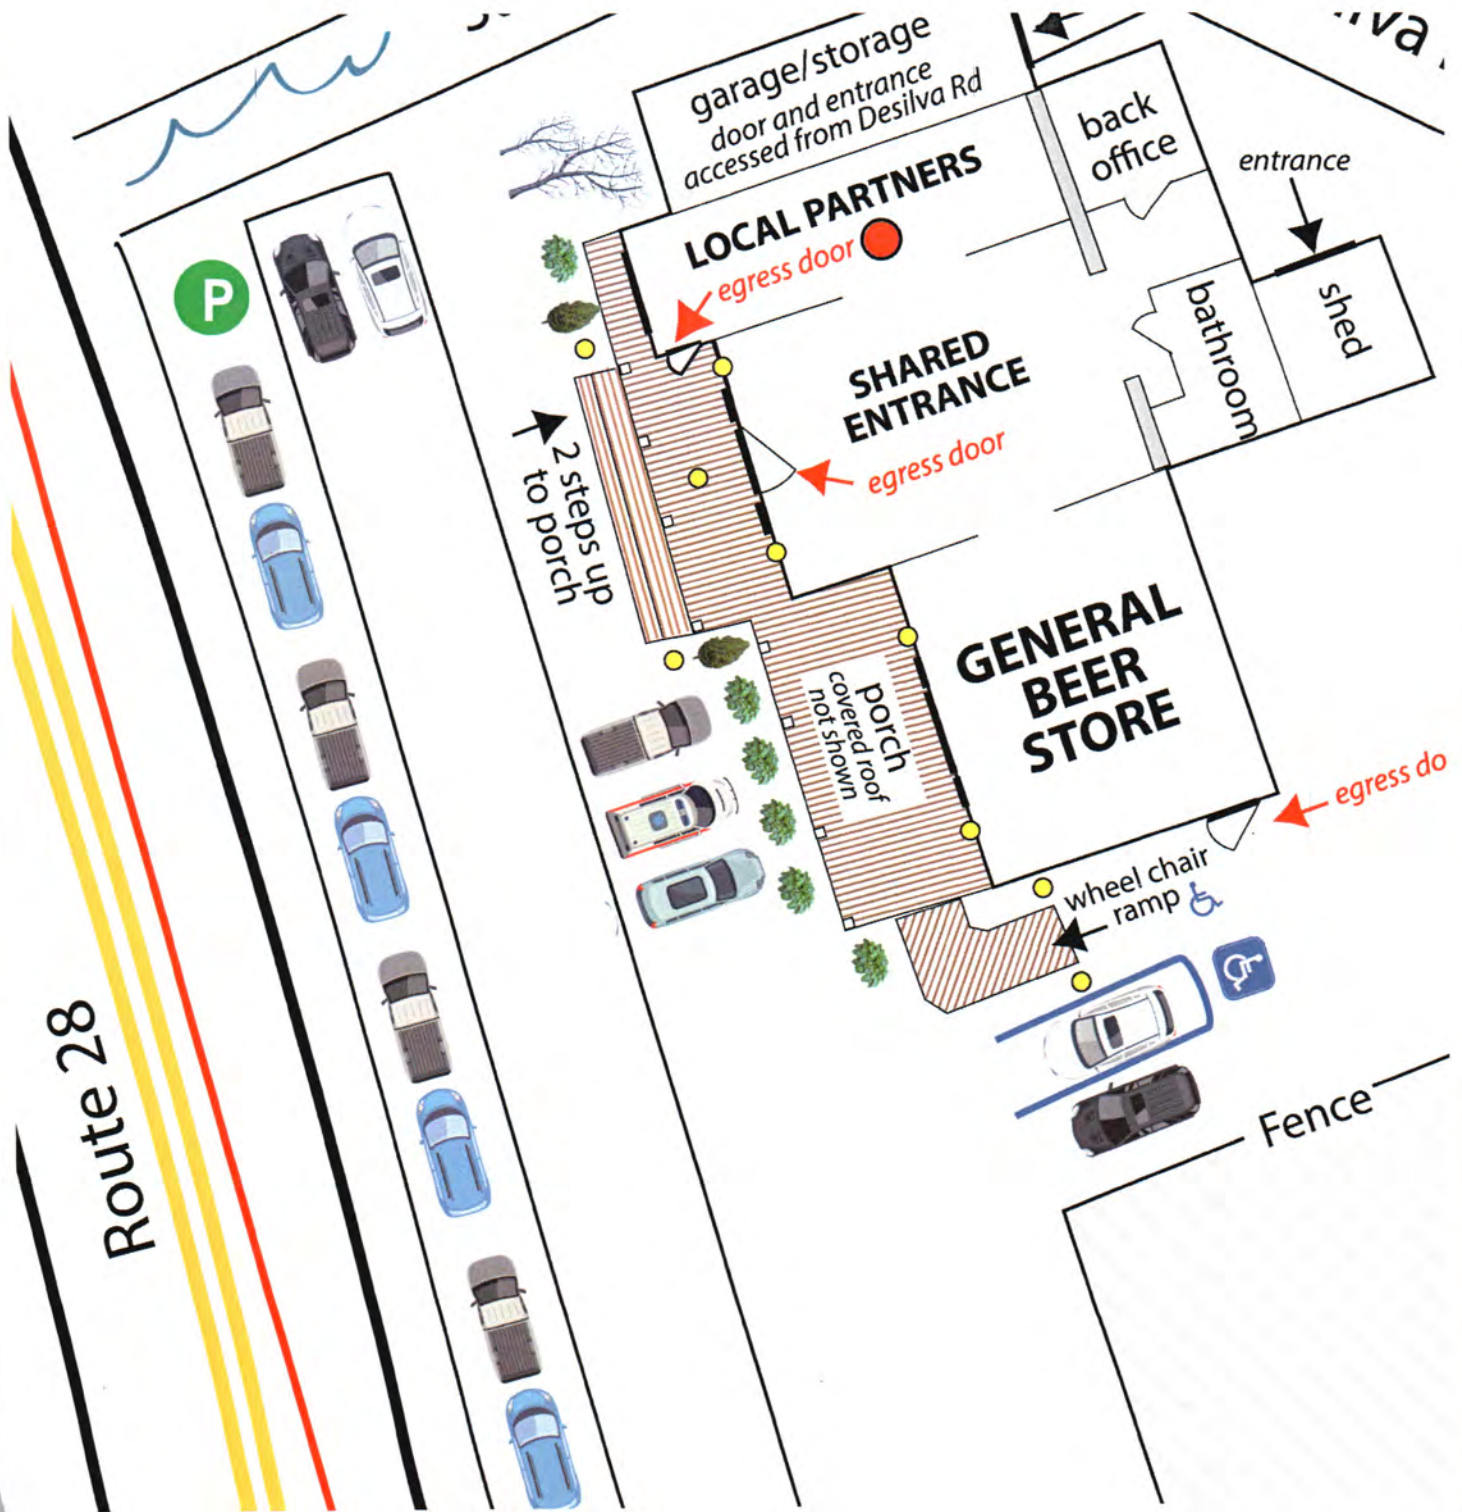 garage/storage
door and entrance
accessed from Desilva Rd
back
office
entrance
LOCAL PARTNERS
egress door
P
shed
bathroom
SHARED
ENTRANCE
egress door
2 steps up
to porch
GENERAL
BEER
STORE
porch
covered roof
not shown
egress do
wheel chair
ramp
Route 28
Fence